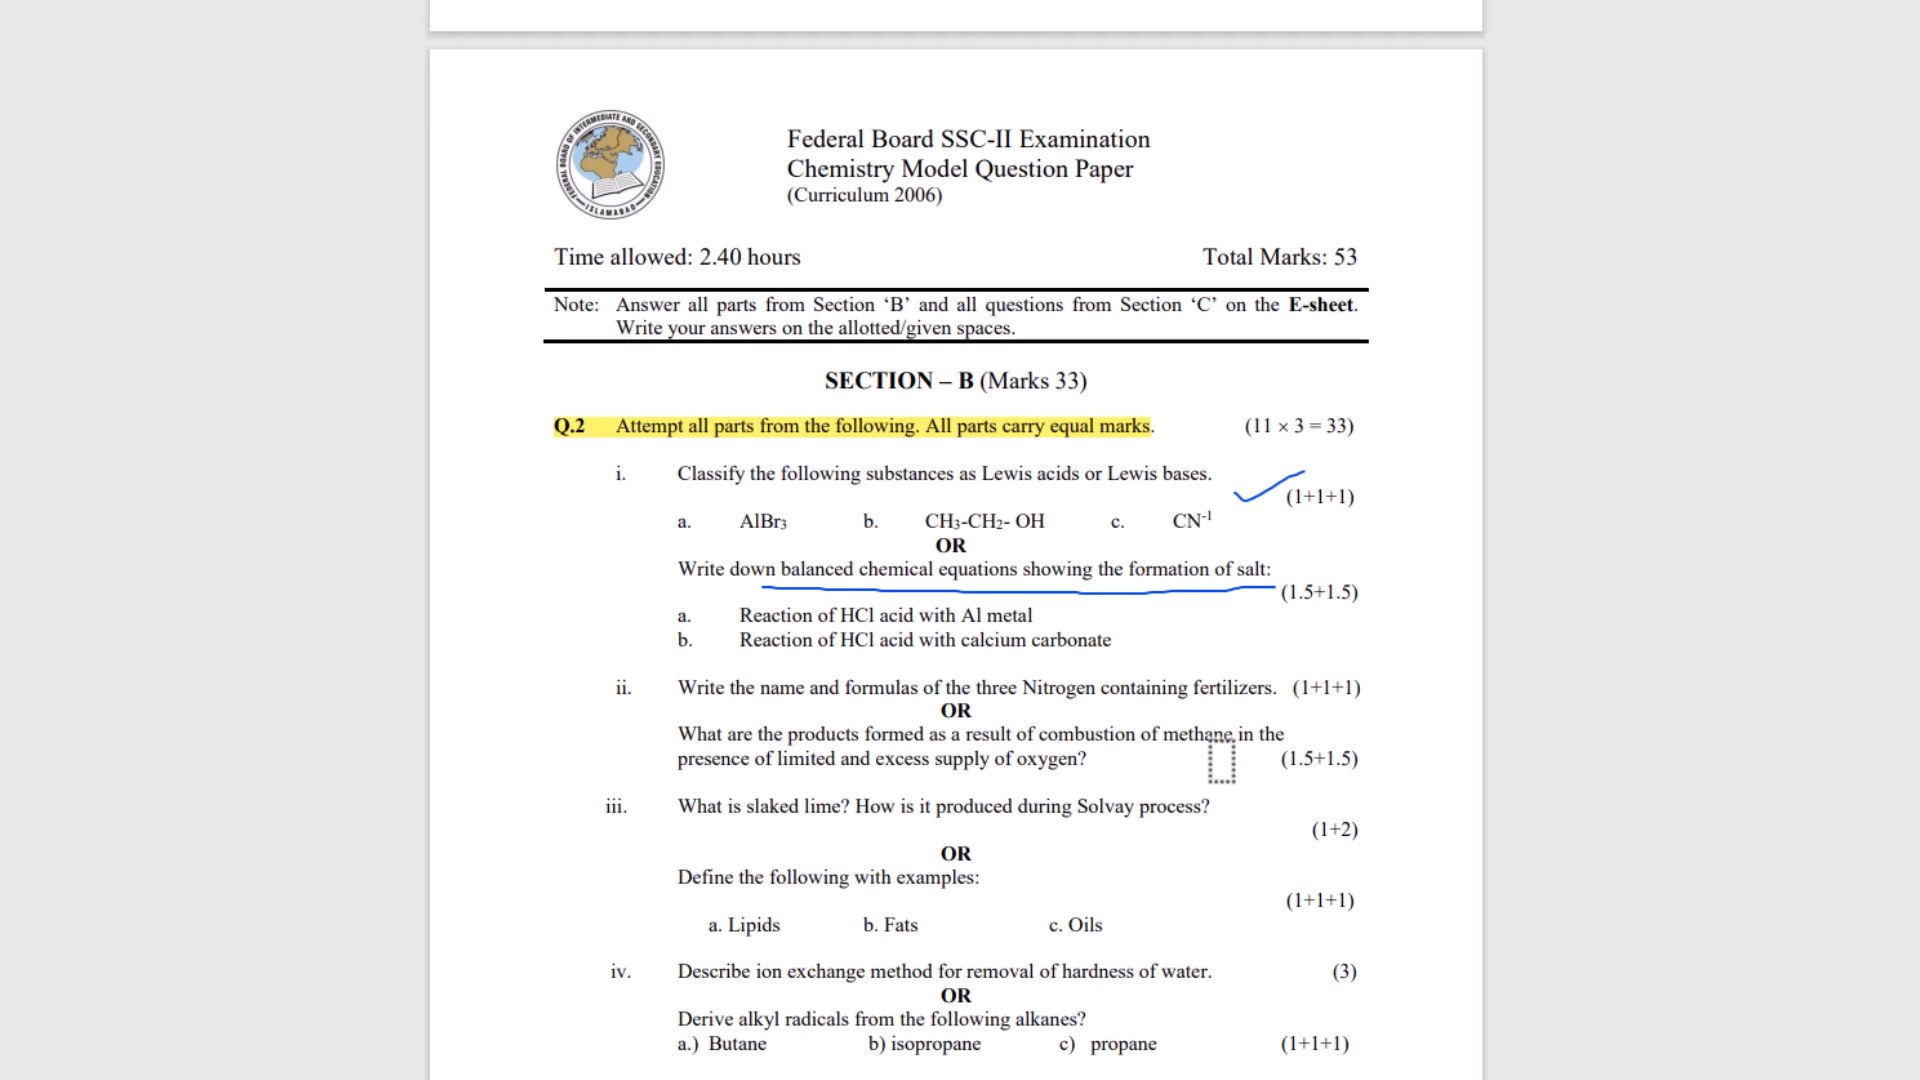 FEDERAL BOARD OF INTERMEDIATE AND SECONDARY EDUCATION
ISLAMABAD
Federal Board SSC-II Examination
Chemistry Model Question Paper
(Curriculum 2006)
Time allowed: 2.40 hours Total Marks: 53
Note: Answer all parts from Section ‘B’ and all questions from Section ‘C’ on the E-sheet.
Write your answers on the allotted/given spaces.
SECTION – B (Marks 33)
Q.2 Attempt all parts from the following. All parts carry equal marks. (11 × 3 = 33)
i. Classify the following substances as Lewis acids or Lewis bases.
(1+1+1)
a. AlBr3 b. CH3-CH2- OH c. CN-1
OR
Write down balanced chemical equations showing the formation of salt:
(1.5+1.5)
a. Reaction of HCl acid with Al metal
b. Reaction of HCl acid with calcium carbonate
ii. Write the name and formulas of the three Nitrogen containing fertilizers. (1+1+1)
OR
What are the products formed as a result of combustion of methane in the
presence of limited and excess supply of oxygen? (1.5+1.5)
iii. What is slaked lime? How is it produced during Solvay process?
(1+2)
OR
Define the following with examples:
(1+1+1)
a. Lipids b. Fats c. Oils
iv. Describe ion exchange method for removal of hardness of water. (3)
OR
Derive alkyl radicals from the following alkanes?
a.) Butane b) isopropane c) propane (1+1+1)